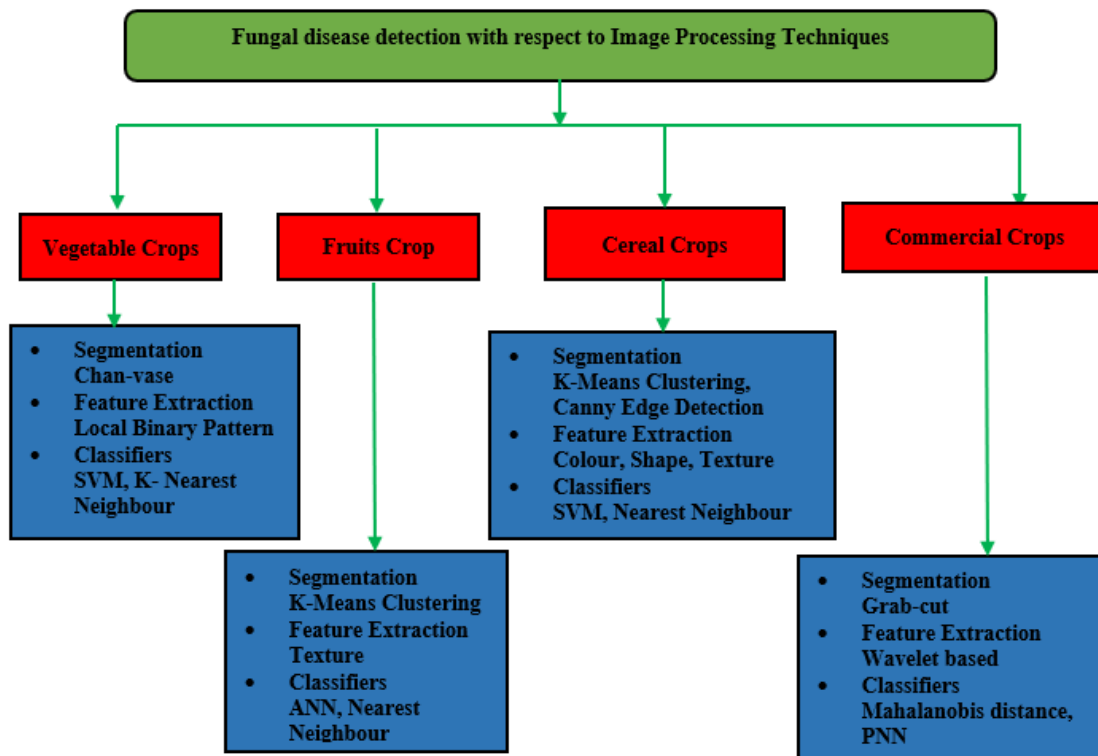 Fungal disease detection with respect to Image Processing Techniques
Vegetable Crops
Fruits Crop
Cereal Crops
Commercial Crops
• Segmentation
Chan-vase
• Feature Extraction
Local Binary Pattern
• Classifiers
SVM, K- Nearest
Neighbour
• Segmentation
K-Means Clustering
• Feature Extraction
Texture
• Classifiers
ANN, Nearest
Neighbour
• Segmentation
K-Means Clustering,
Canny Edge Detection
• Feature Extraction
Colour, Shape, Texture
• Classifiers
SVM, Nearest Neighbour
• Segmentation
Grab-cut
• Feature Extraction
Wavelet based
• Classifiers
Mahalanobis distance,
PNN